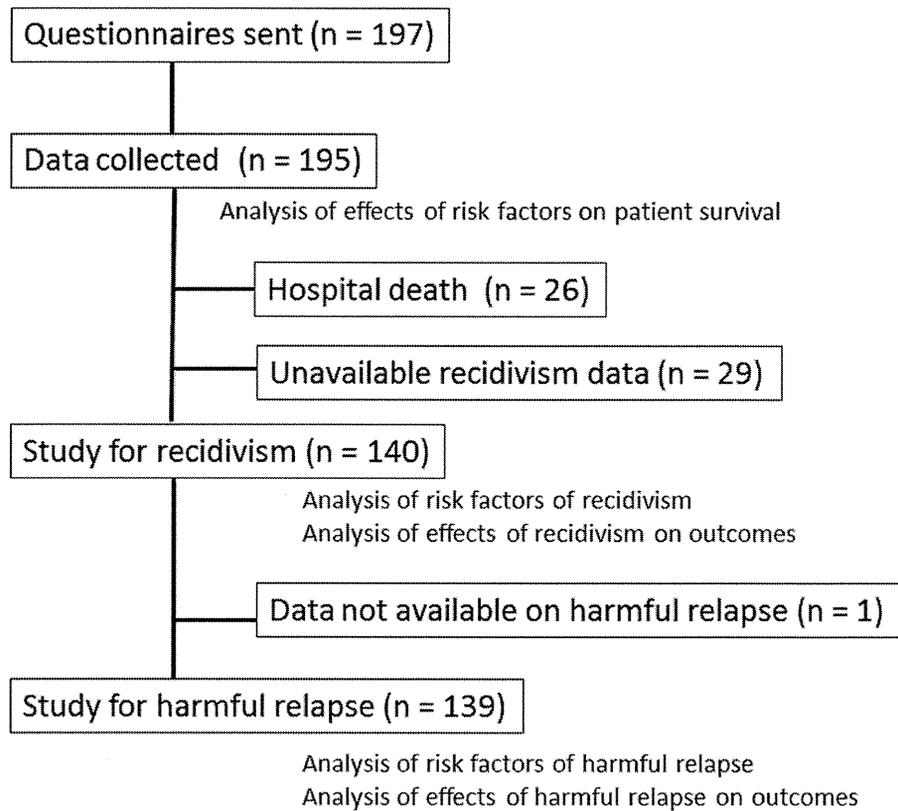 Questionnaires sent (n = 197)
Data collected (n = 195)
Analysis of effects of risk factors on patient survival
Hospital death (n = 26)
Unavailable recidivism data (n = 29)
Study for recidivism (n = 140)
Analysis of risk factors of recidivism
Analysis of effects of recidivism on outcomes
Data not available on harmful relapse (n = 1)
Study for harmful relapse (n = 139)
Analysis of risk factors of harmful relapse
Analysis of effects of harmful relapse on outcomes